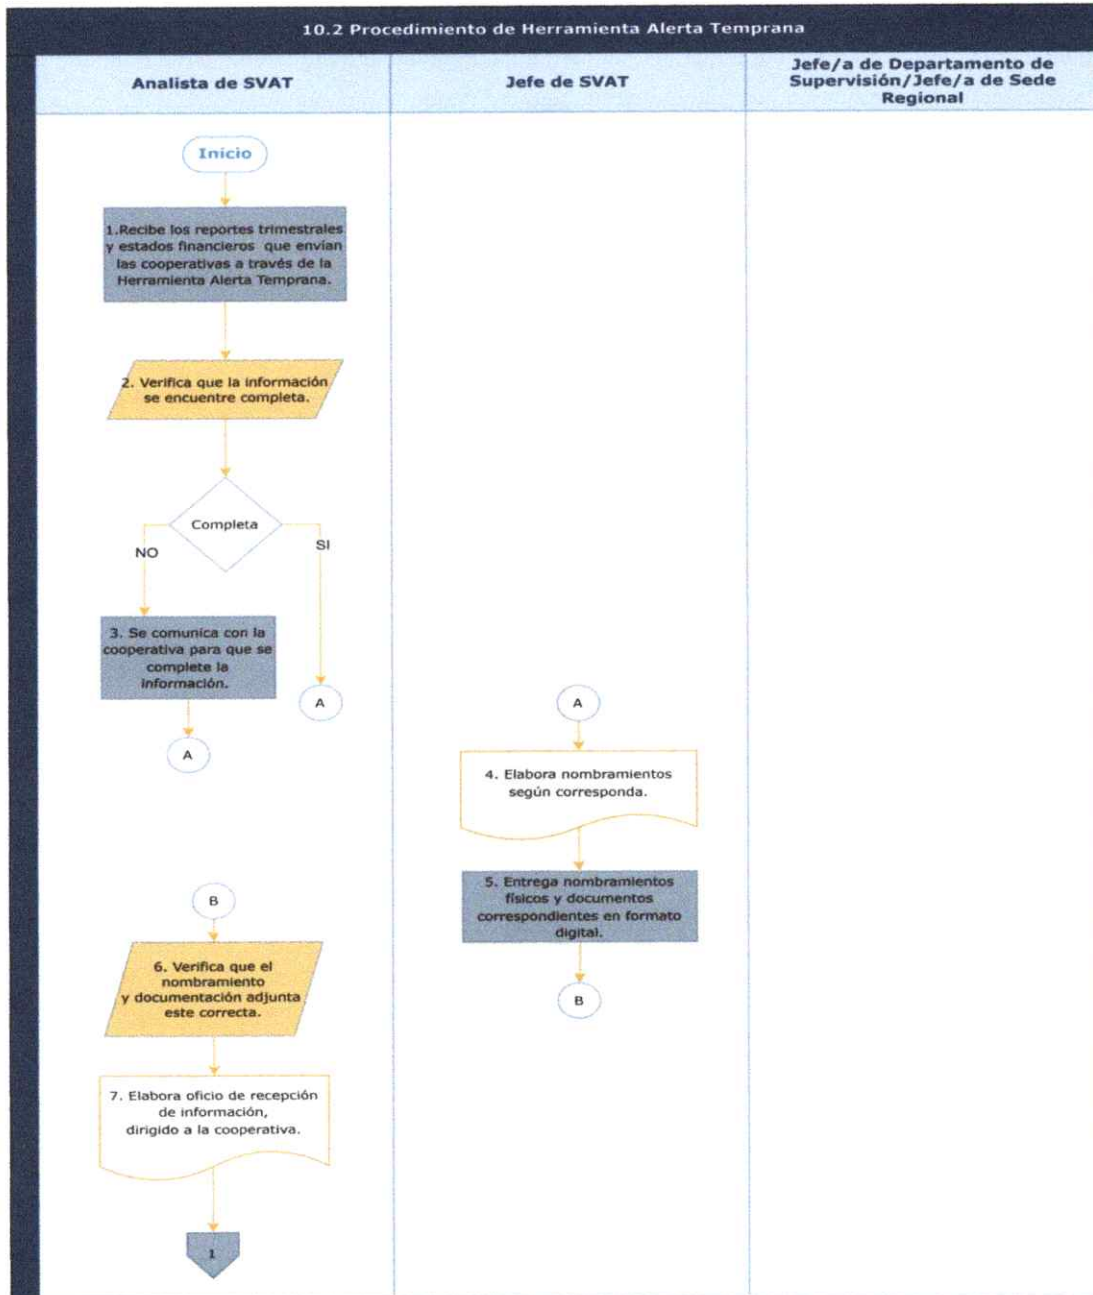 10.2 Procedimiento de Herramienta Alerta Temprana
Analista de SVAT
Jefe de SVAT
Jefe/a de Departamento de
Supervisión/Jefe/a de Sede
Regional
Inicio
1.Recibe los reportes trimestrales
y estados financieros que envían
las cooperativas a través de la
Herramienta Alerta Temprana.
2. Verifica que la información
se encuentre completa.
Completa
NO
SI
3. Se comunica con la
cooperativa para que se
complete la
información.
A
A
A
4. Elabora nombramientos
según corresponda.
5. Entrega nombramientos
físicos y documentos
correspondientes en formato
digital.
B
B
6. Verifica que el
nombramiento
y documentación adjunta
este correcta.
7. Elabora oficio de recepción
de información,
dirigido a la cooperativa.
1